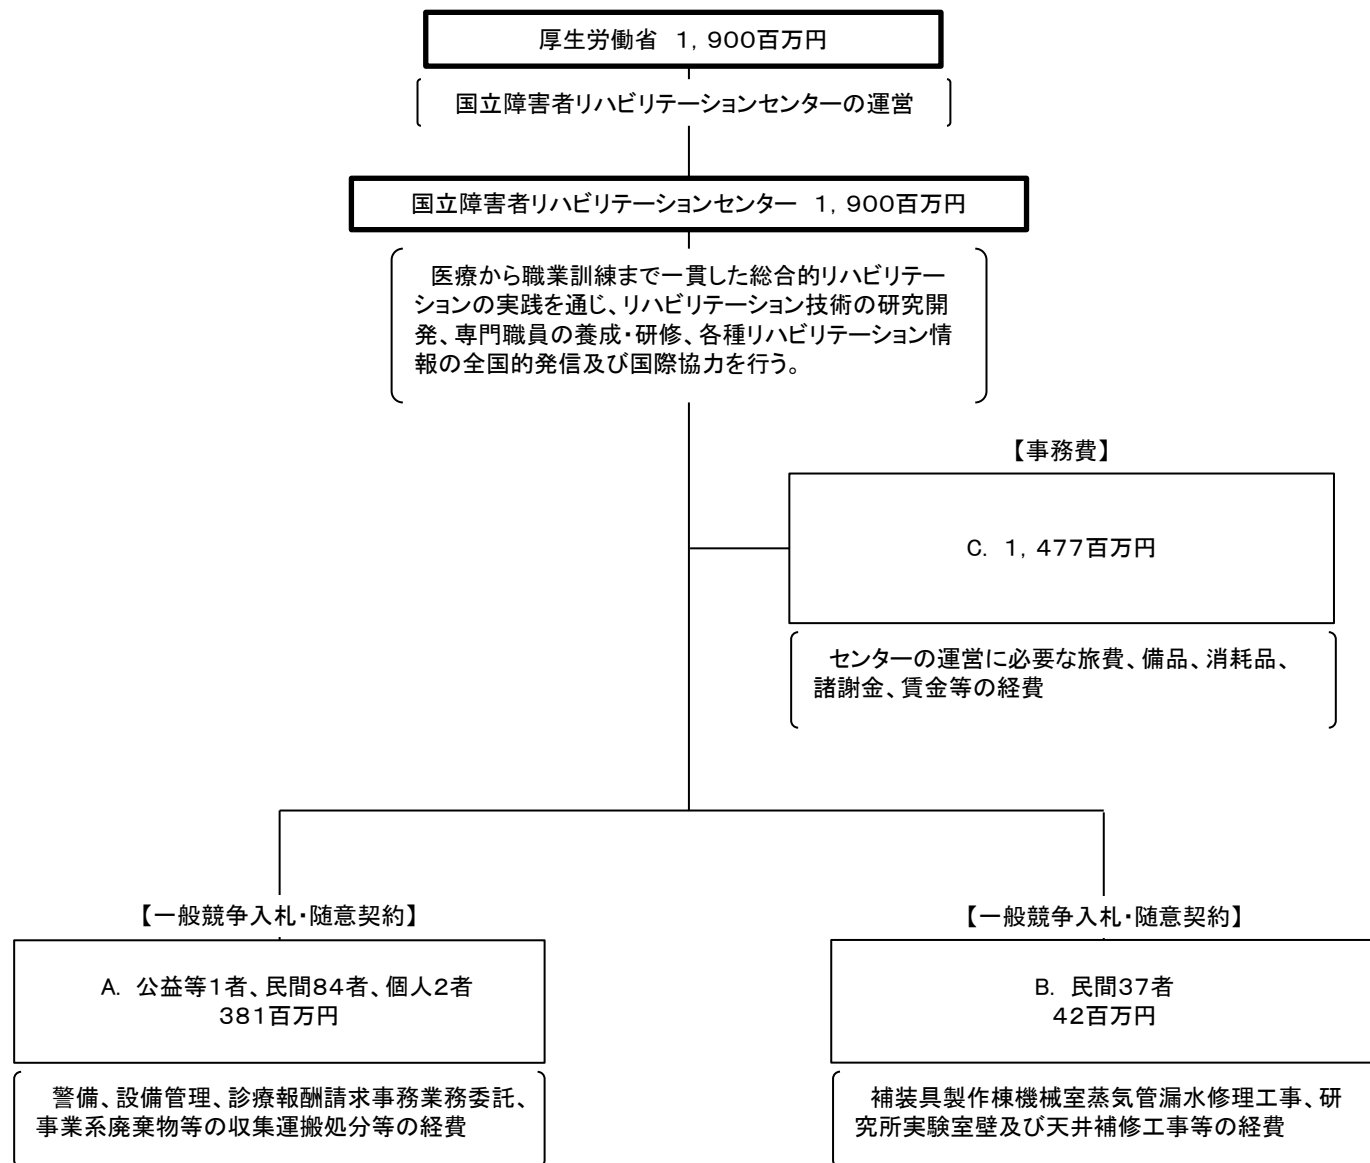 厚生労働省 1，900百万円
国立障害者リハビリテーションセンターの運営
国立障害者リハビリテーションセンター 1，900百万円
医療から職業訓練まで一貫した総合的リハビリテー
ションの実践を通じ、リハビリテーション技術の研究開
発、専門職員の養成・研修、各種リハビリテーション情
報の全国的発信及び国際協力を行う。
【事務費】
C. 1，477百万円
センターの運営に必要な旅費、備品、消耗品、
諸謝金、賃金等の経費
【一般競争入札・随意契約】
A. 公益等1者、民間84者、個人2者
381百万円
警備、設備管理、診療報酬請求事務業務委託、
事業系廃棄物等の収集運搬処分等の経費
【一般競争入札・随意契約】
B. 民間37者
42百万円
補装具製作棟機械室蒸気管漏水修理工事、研
究所実験室壁及び天井補修工事等の経費